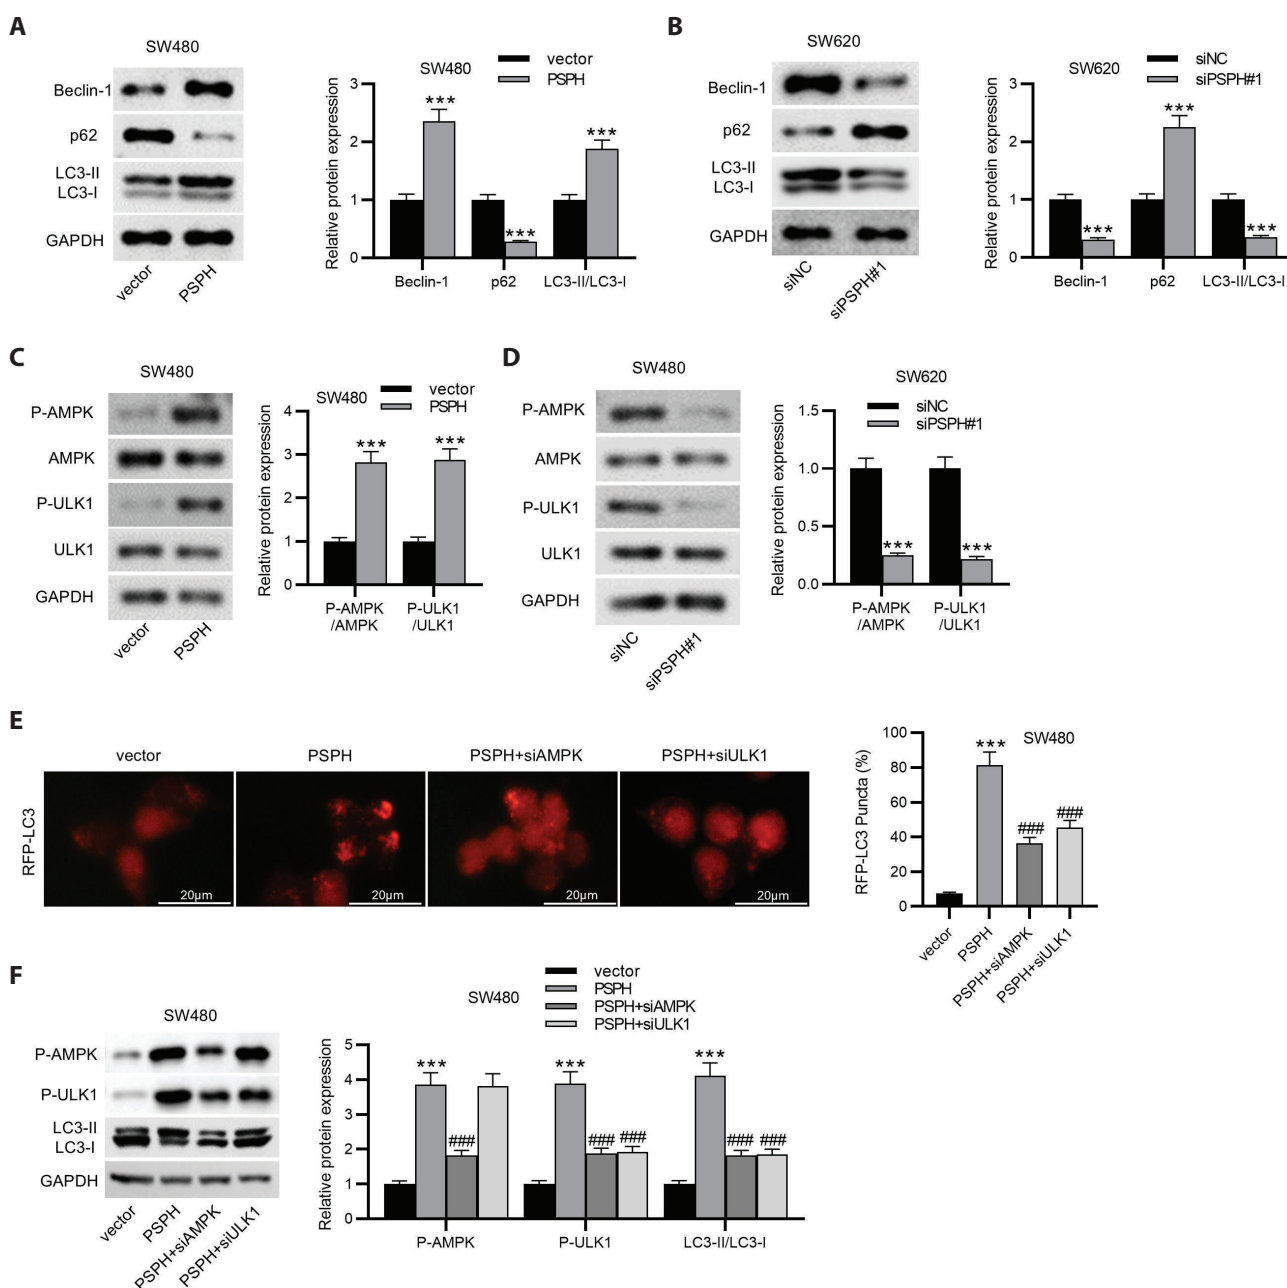 A
SW480
Beclin-1
p62
LC3-II
LC3-I
GAPDH
vector
PSPH
SW480
vector
PSPH
Relative protein expression
3
2
1
0
***
***
***
Beclin-1
p62
LC3-II/LC3-I
B
SW620
Beclin-1
p62
LC3-II
LC3-I
GAPDH
siNC
siPSPH#1
SW620
siNC
siPSPH#1
Relative protein expression
3
2
1
0
***
***
***
Beclin-1
p62
LC3-II/LC3-I
C
SW480
P-AMPK
AMPK
P-ULK1
ULK1
GAPDH
vector
PSPH
SW480
vector
PSPH
Relative protein expression
4
3
2
1
0
***
***
P-AMPK
/AMPK
P-ULK1
/ULK1
D
SW480
P-AMPK
AMPK
P-ULK1
ULK1
GAPDH
siNC
siPSPH#1
SW620
siNC
siPSPH#1
Relative protein expression
1.5
1.0
0.5
0.0
***
***
P-AMPK
/AMPK
P-ULK1
/ULK1
E
RFP-LC3
vector
PSPH
PSPH+siAMPK
PSPH+siULK1
20μm
20μm
20μm
20μm
SW480
RFP-LC3 Puncta (%)
100
80
60
40
20
0
***
###
###
vector
PSPH
PSPH+siAMPK
PSPH+siULK1
F
SW480
P-AMPK
P-ULK1
LC3-II
LC3-I
GAPDH
vector
PSPH
PSPH+siAMPK
PSPH+siULK1
SW480
vector
PSPH
PSPH+siAMPK
PSPH+siULK1
Relative protein expression
5
4
3
2
1
0
***
###
***
###
###
***
###
###
P-AMPK
P-ULK1
LC3-II/LC3-I